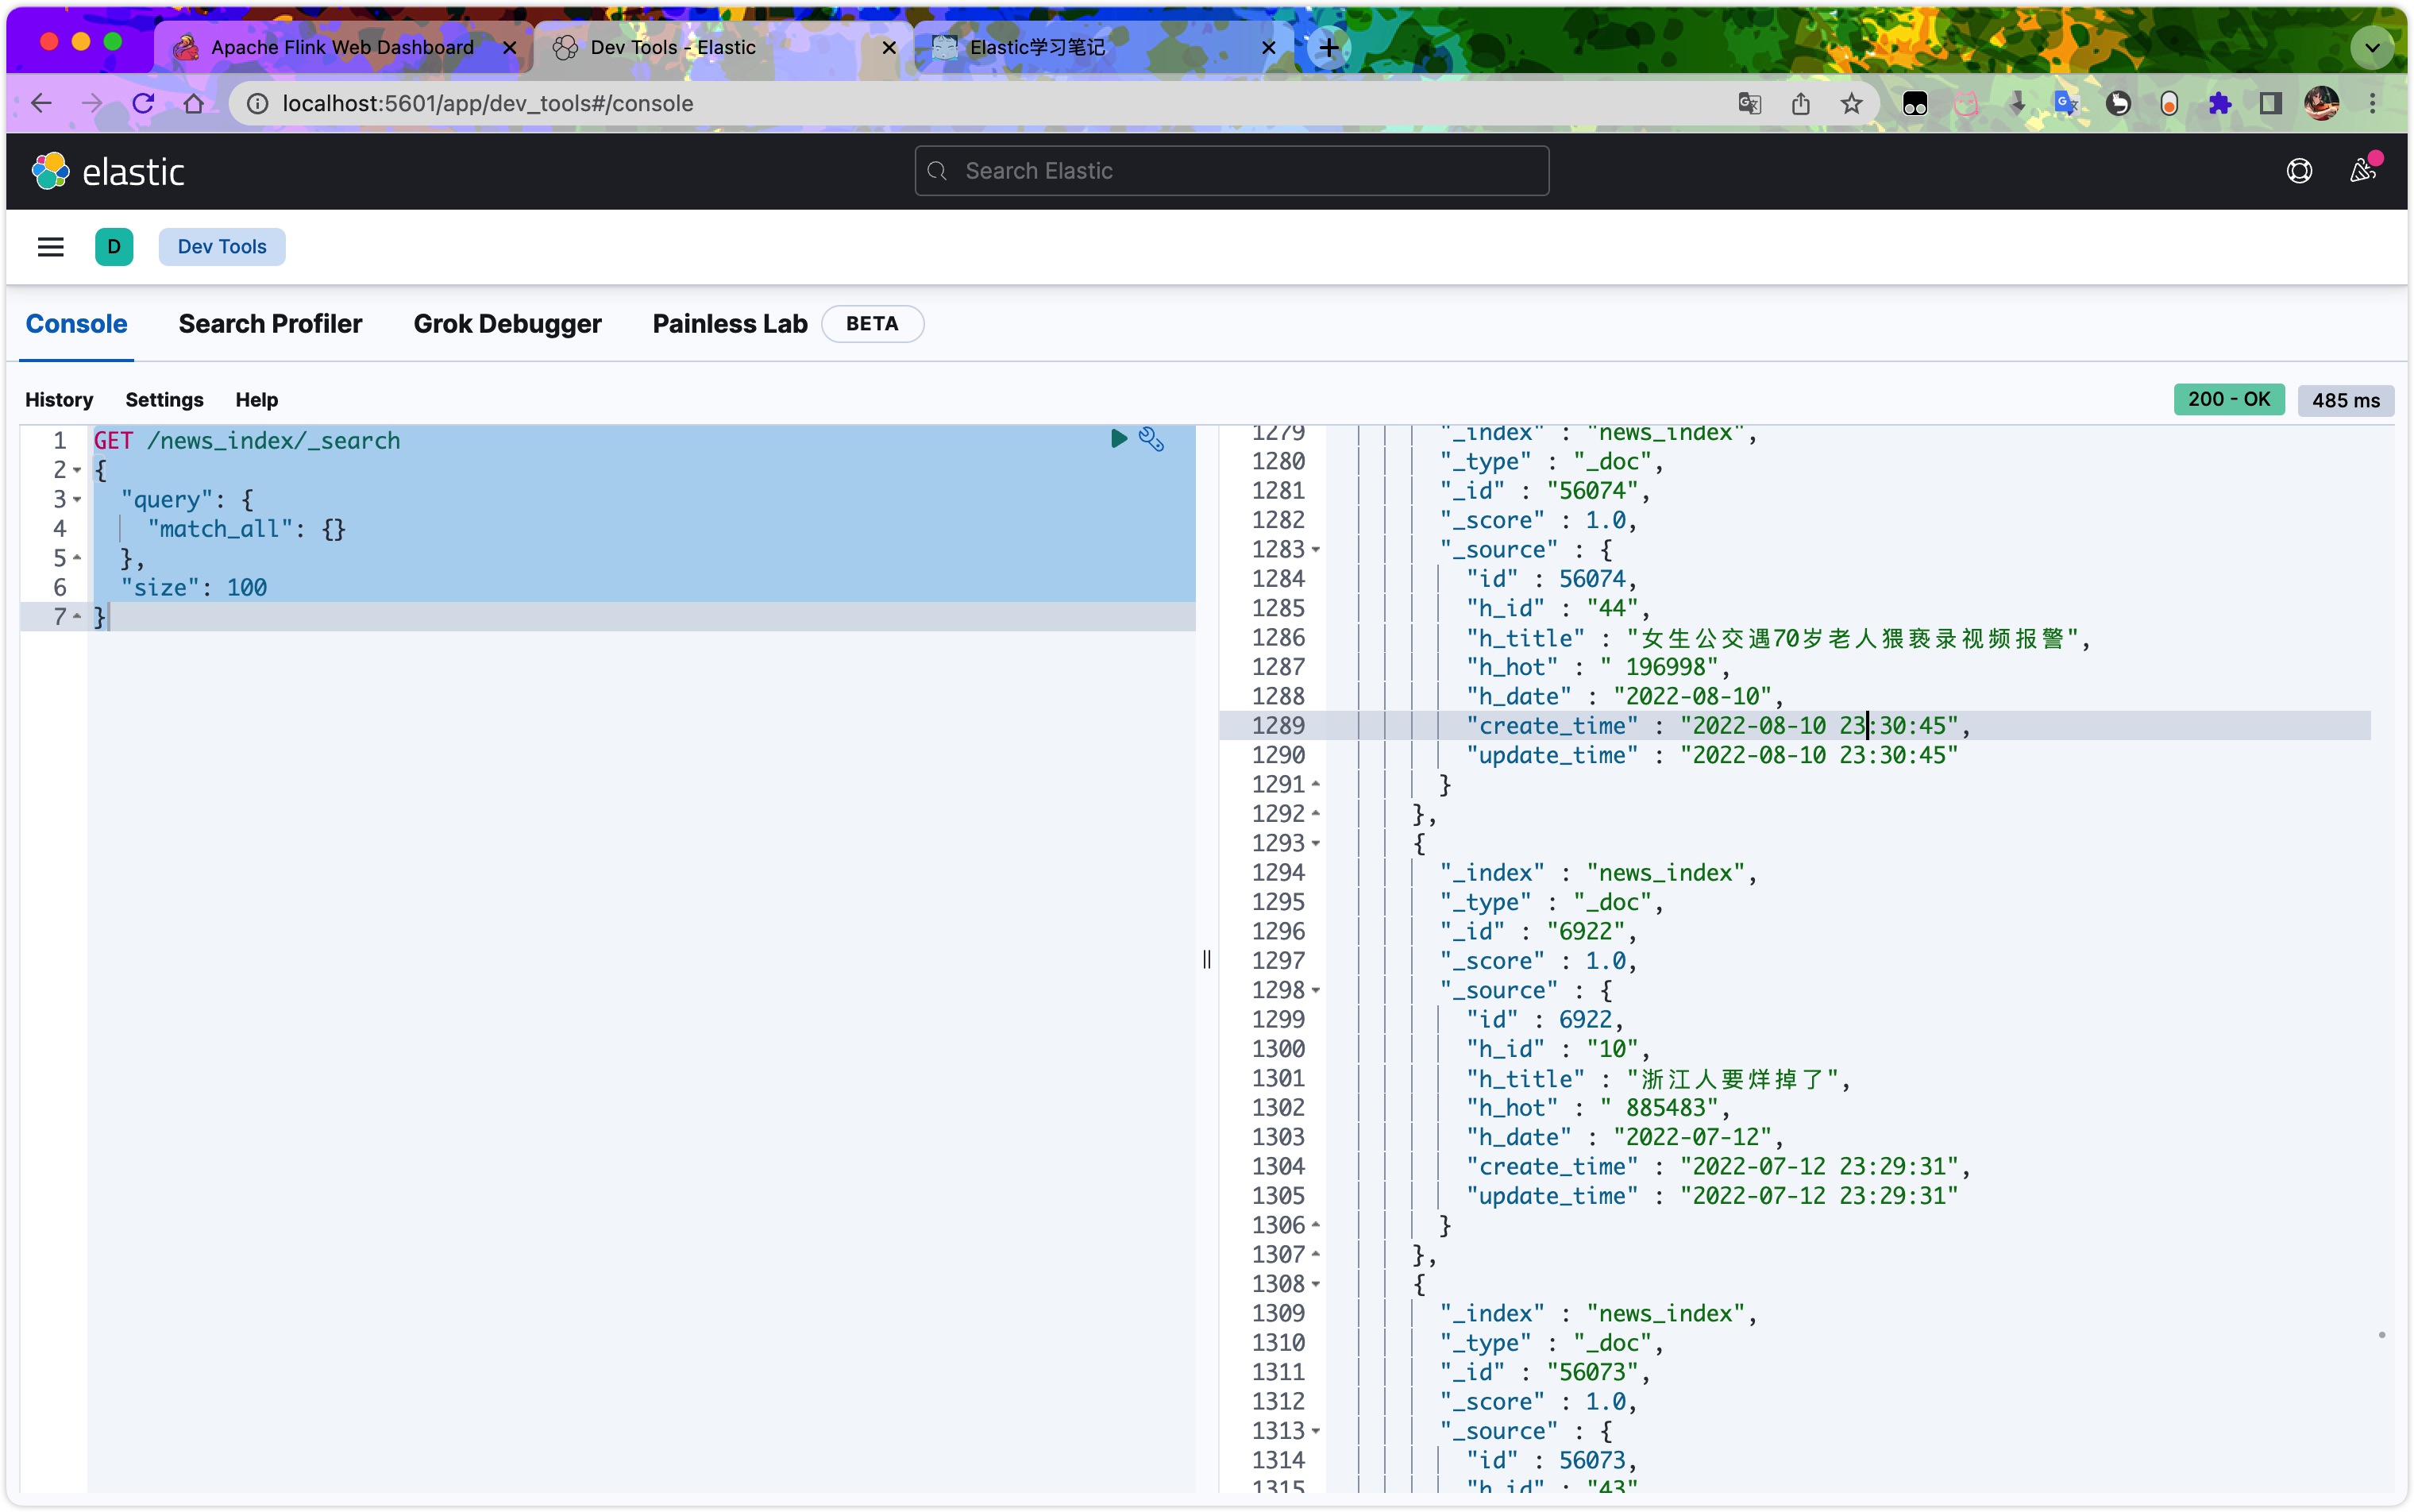 Apache Flink Web Dashboard
Dev Tools - Elastic
Elastic学习笔记
localhost:5601/app/dev_tools#/console
elastic
Search Elastic
D
Dev Tools
Console
Search Profiler
Grok Debugger
Painless Lab
BETA
History
Settings
Help
200 - OK
485 ms
1 GET /news_index/_search
2 {
3 "query": {
4 "match_all": {}
5 },
6 "size": 100
7 }
1279 "_index" : "news_index",
1280 "_type" : "_doc",
1281 "_id" : "56074",
1282 "_score" : 1.0,
1283 "_source" : {
1284 "id" : 56074,
1285 "h_id" : "44",
1286 "h_title" : "女生公交遇70岁老人猥亵录视频报警",
1287 "h_hot" : " 196998",
1288 "h_date" : "2022-08-10",
1289 "create_time" : "2022-08-10 23:30:45",
1290 "update_time" : "2022-08-10 23:30:45"
1291 }
1292 },
1293 {
1294 "_index" : "news_index",
1295 "_type" : "_doc",
1296 "_id" : "6922",
1297 "_score" : 1.0,
1298 "_source" : {
1299 "id" : 6922,
1300 "h_id" : "10",
1301 "h_title" : "浙江人要烊掉了",
1302 "h_hot" : " 885483",
1303 "h_date" : "2022-07-12",
1304 "create_time" : "2022-07-12 23:29:31",
1305 "update_time" : "2022-07-12 23:29:31"
1306 }
1307 },
1308 {
1309 "_index" : "news_index",
1310 "_type" : "_doc",
1311 "_id" : "56073",
1312 "_score" : 1.0,
1313 "_source" : {
1314 "id" : 56073,
1315 "h_id" : "43"